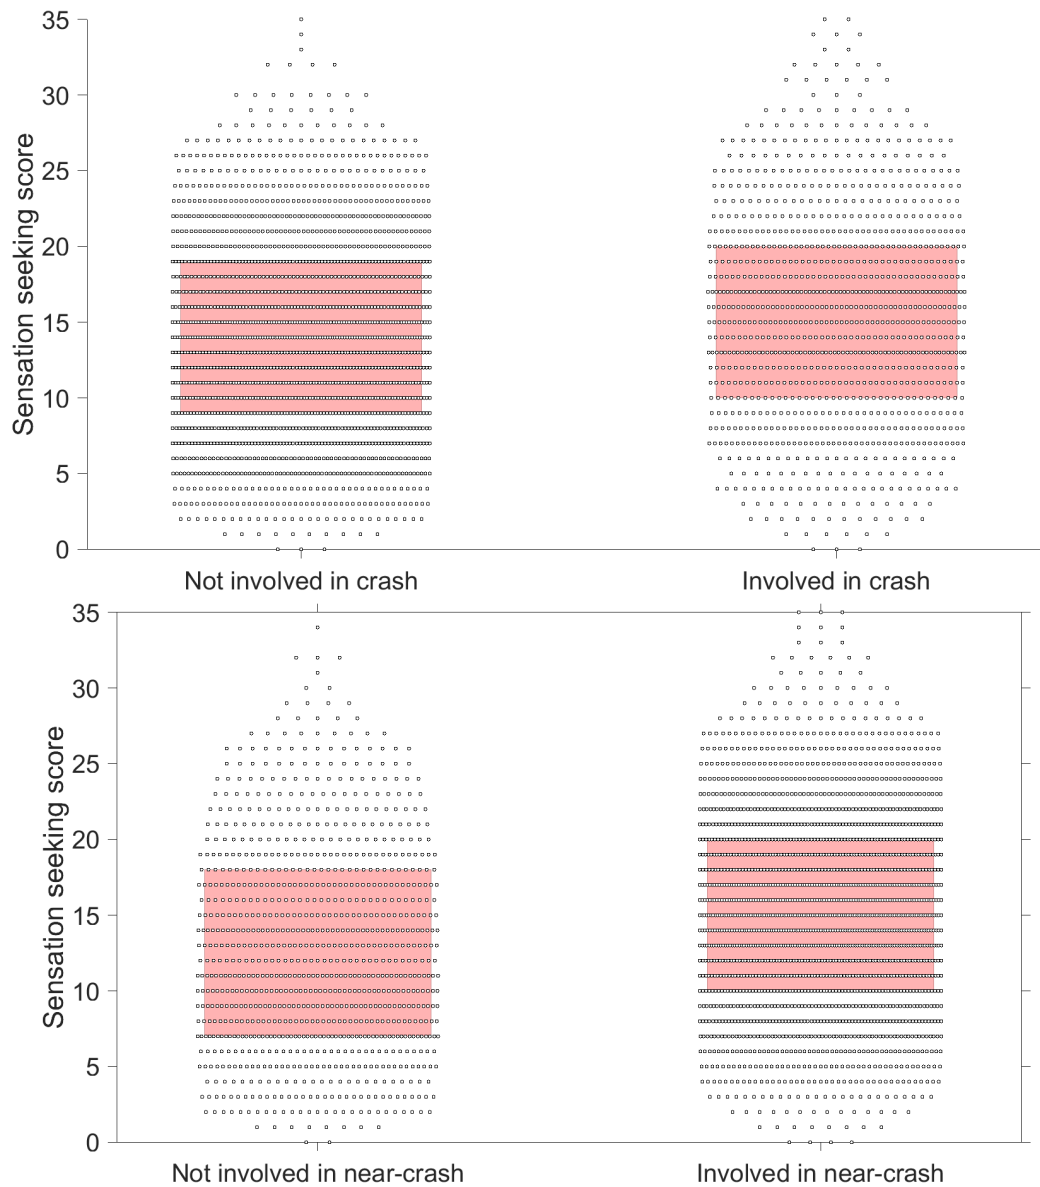 35
30
25
20
15
10
5
0
Sensation seeking score
Not involved in crash
Involved in crash
35
30
25
20
15
10
5
0
Sensation seeking score
Not involved in near-crash
Involved in near-crash